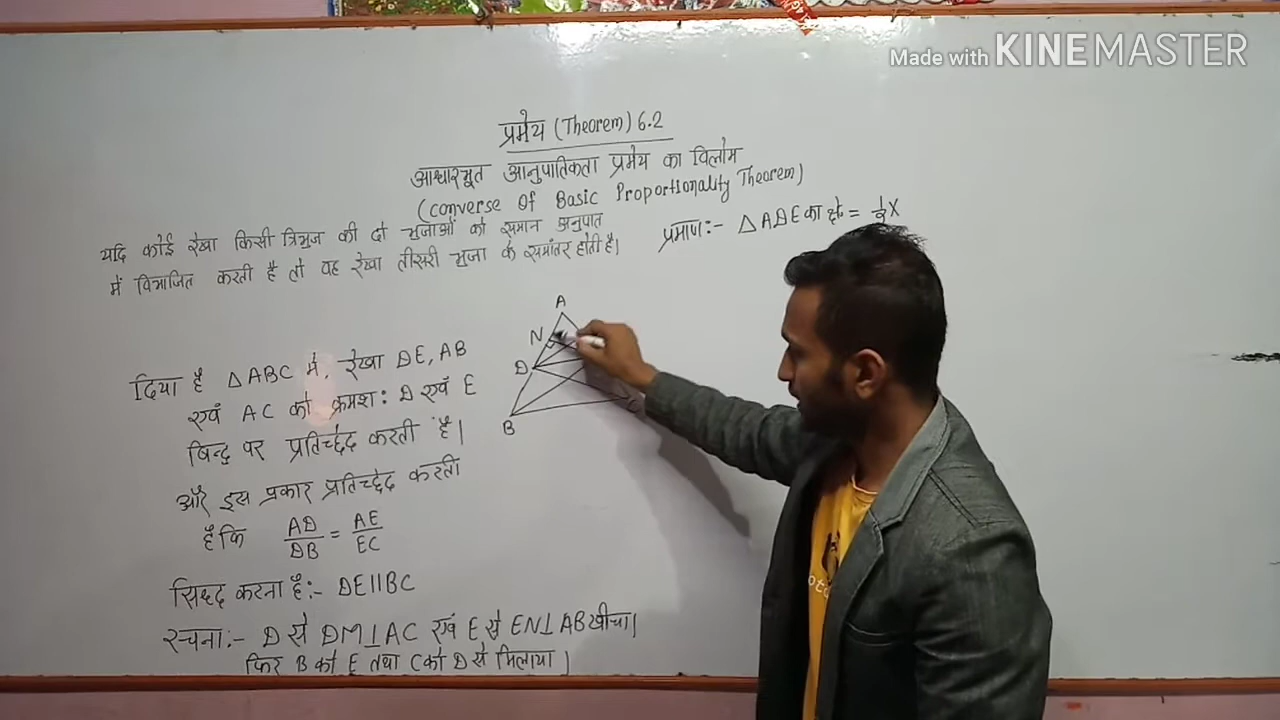 Made with KINEMASTER
प्रमेय (Theorem) 6.2
आधारभूत आनुपातिकता प्रमेय का विलोम
(converse of Basic Proportionality Theorem)
यदि कोई रेखा किसी त्रिभुज की दो भुजाओं को समान अनुपात
में विभाजित करती है तो वह रेखा तीसरी भुजा के समांतर होती है।
प्रमाण:- △ADE का क्षे० = 1/2 X
A
N
D
B
C
दिया है △ABC में, रेखा DE, AB
एवं AC को क्रमश: D एवं E
बिन्दु पर प्रतिच्छेद करती है।
और इस प्रकार प्रतिच्छेद करती
है कि AD/DB = AE/EC
सिद्ध करना है:- DE||BC
रचना:- D से DM⊥AC एवं E से EN⊥AB खींचा।
फिर B को E तथा C को D से मिलाया।